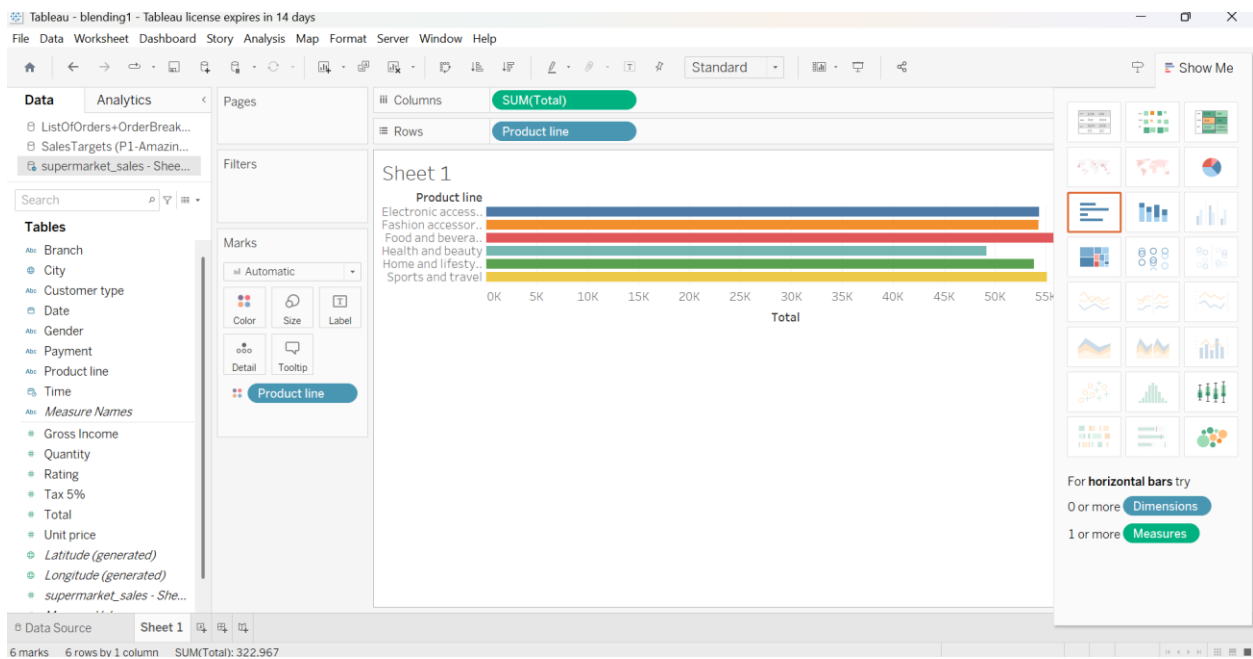 Tableau - blending1 - Tableau license expires in 14 days
File Data Worksheet Dashboard Story Analysis Map Format Server Window Help
Standard
Show Me
Data Analytics
ListOfOrders+OrderBreak...
SalesTargets (P1-Amazin...
supermarket_sales - Shee...
Search
Tables
Abc Branch
City
Abc Customer type
Date
Abc Gender
Abc Payment
Abc Product line
Time
Abc Measure Names
# Gross Income
# Quantity
# Rating
# Tax 5%
# Total
# Unit price
Latitude (generated)
Longitude (generated)
# supermarket_sales - She...
Pages
Filters
Marks
Automatic
Color Size Label
Detail Tooltip
Product line
Columns SUM(Total)
Rows Product line
Sheet 1
Product line
Electronic access..
Fashion accessor..
Food and bevera..
Health and beauty
Home and lifesty..
Sports and travel
0K 5K 10K 15K 20K 25K 30K 35K 40K 45K 50K 55K
Total
For horizontal bars try
0 or more Dimensions
1 or more Measures
Data Source Sheet 1
6 marks 6 rows by 1 column SUM(Total): 322,967